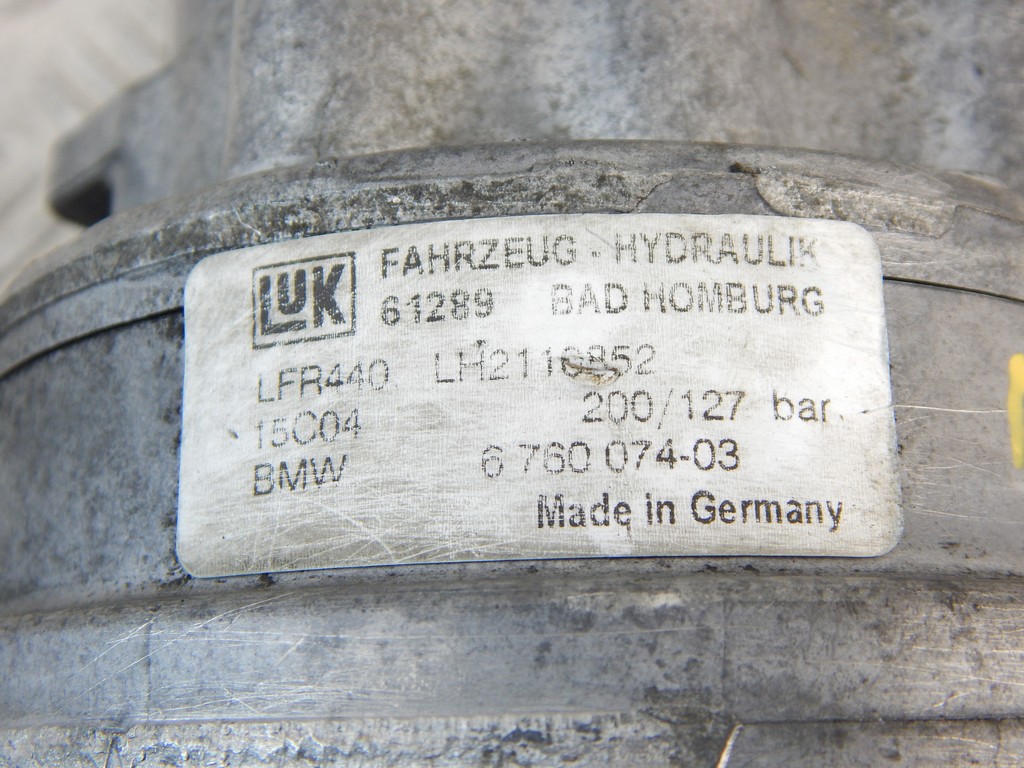 LuK FAHRZEUG - HYDRAULIK
61289 BAD HOMBURG
LFR440
15C04 200/127 bar
BMW 6 760 074-03
Made in Germany